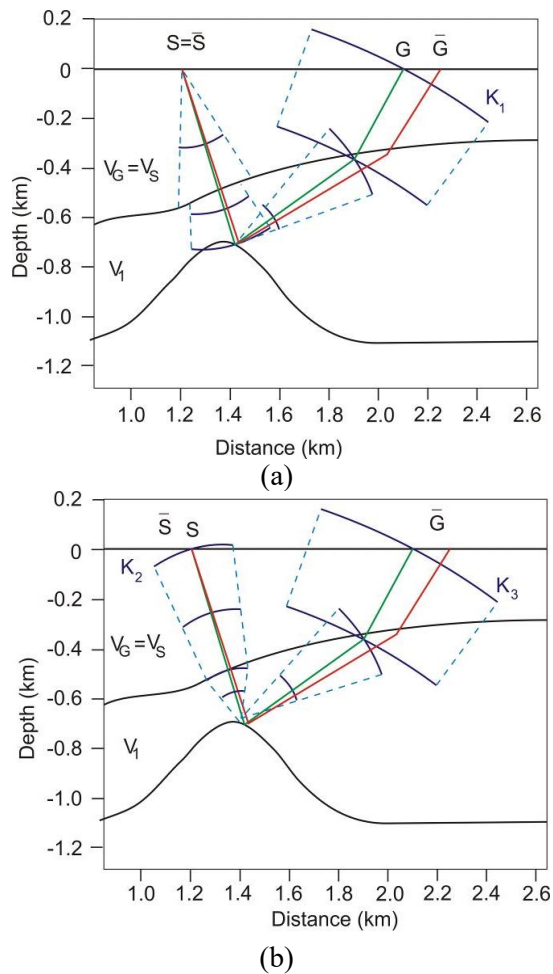 0.2
S=S̅ G G̅
0
K₁
-0.2
V_G=V_S
-0.4
-0.6
V₁
-0.8
-1.0
-1.2
Depth (km)
1.0 1.2 1.4 1.6 1.8 2.0 2.2 2.4 2.6
Distance (km)
(a)
0.2
S̅ S G̅
0
K₂ K₃
-0.2
V_G=V_S
-0.4
-0.6
V₁
-0.8
-1.0
-1.2
Depth (km)
1.0 1.2 1.4 1.6 1.8 2.0 2.2 2.4 2.6
Distance (km)
(b)